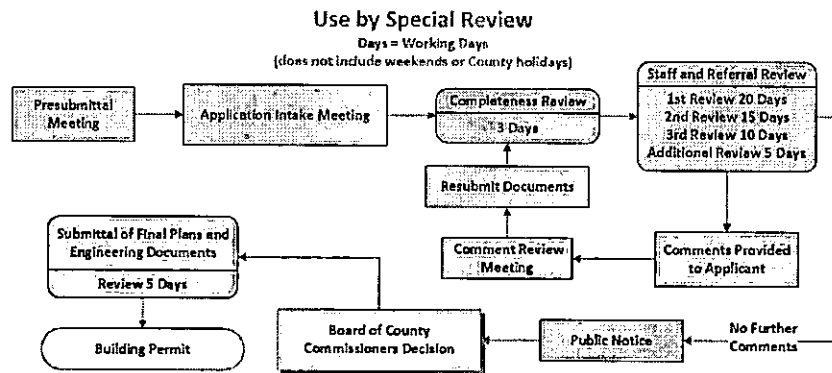 Use by Special Review
Days = Working Days
(does not include weekends or County holidays)
Presubmittal
Meeting
Application Intake Meeting
Completeness Review
3 Days
Staff and Referral Review
1st Review 20 Days
2nd Review 15 Days
3rd Review 10 Days
Additional Review 5 Days
Resubmit Documents
Comment Review
Meeting
Comments Provided
to Applicant
Submittal of Final Plans and
Engineering Documents
Review 5 Days
Building Permit
Board of County
Commissioners Decision
Public Notice
No Further
Comments